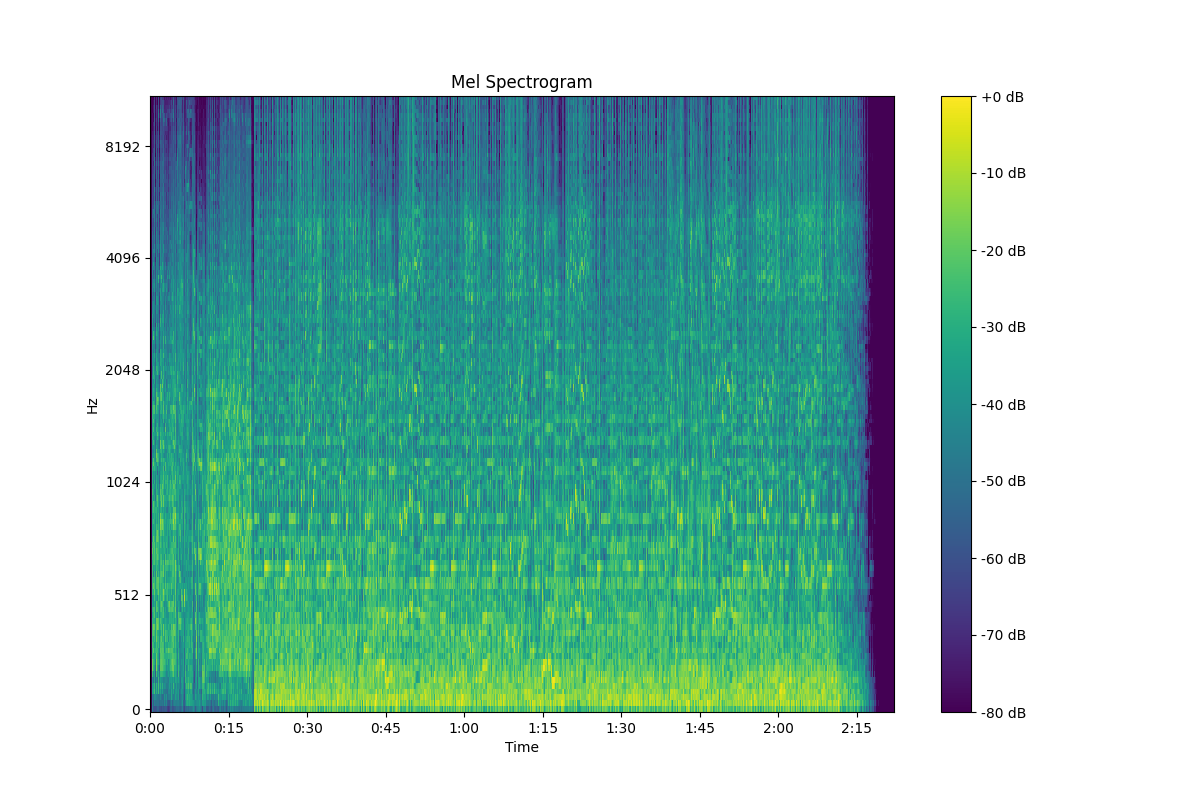 Mel Spectrogram
8192
4096
2048
1024
512
0
Hz
0:00 0:15 0:30 0:45 1:00 1:15 1:30 1:45 2:00 2:15
Time
+0 dB
-10 dB
-20 dB
-30 dB
-40 dB
-50 dB
-60 dB
-70 dB
-80 dB